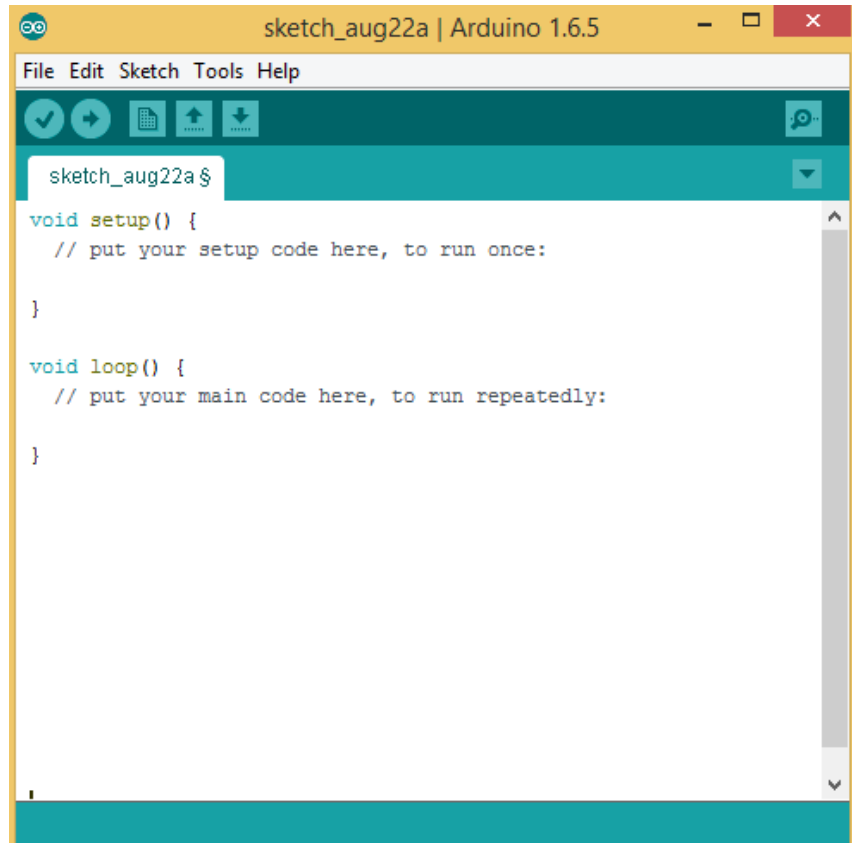 sketch_aug22a | Arduino 1.6.5
File Edit Sketch Tools Help
sketch_aug22a §
void setup() {
  // put your setup code here, to run once:
}
void loop() {
  // put your main code here, to run repeatedly:
}